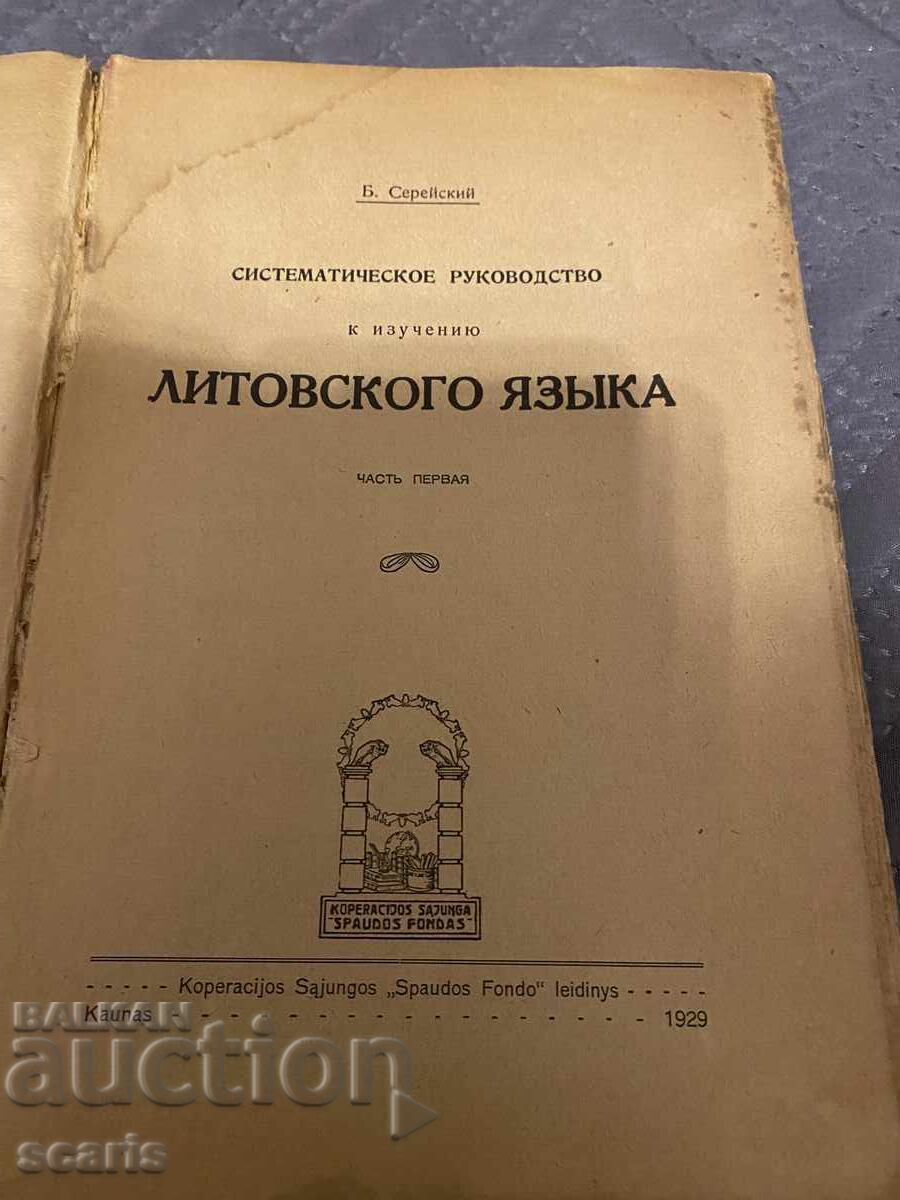 Б. Серейский
СИСТЕМАТИЧЕСКОЕ РУКОВОДСТВО
к изучению
ЛИТОВСКОГО ЯЗЫКА
ЧАСТЬ ПЕРВАЯ
KOPERACIJOS SĄJUNGA
"SPAUDOS FONDAS"
- - - - - Koperacijos Sąjungos „Spaudos Fondo“ leidinys - - - - -
Kaunas - - - - - - - - - - - - - - - - - 1929
BALKAN
auction
scaris